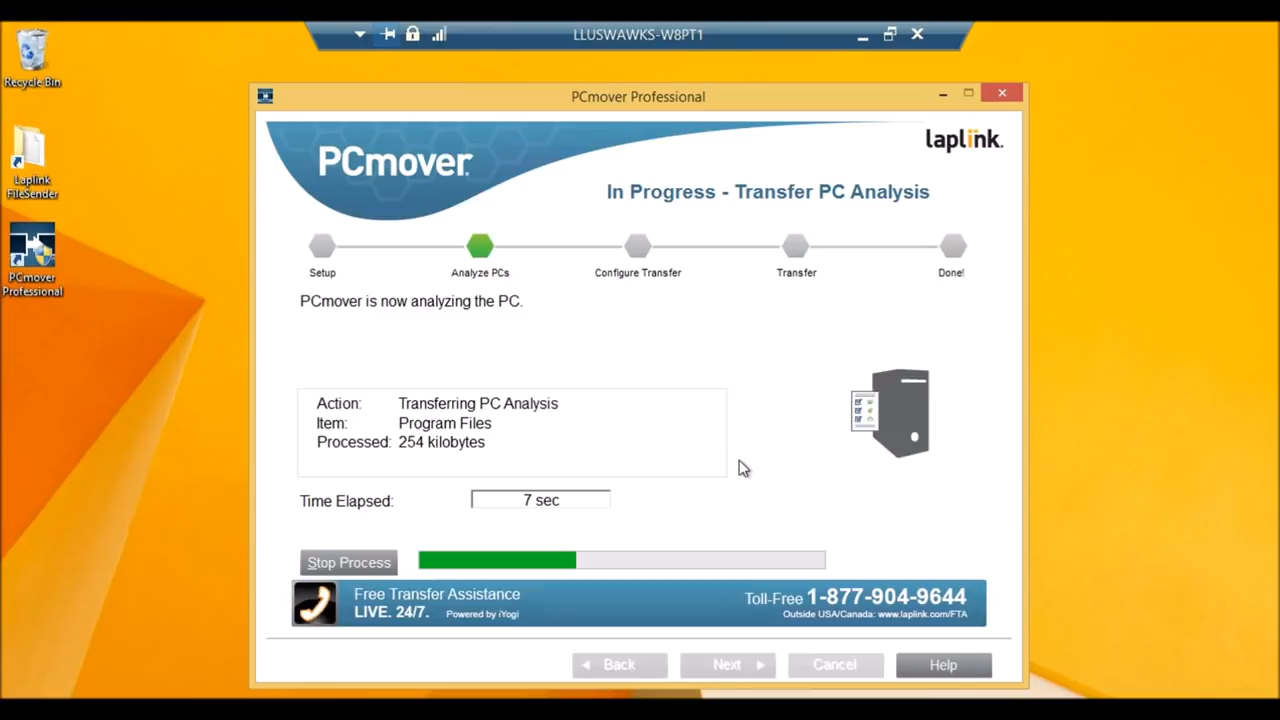 LLUSWAWKS-W8PT1
Recycle Bin
Laplink
FileSender
PCmover
Professional
PCmover Professional
PCmover
laplink.
In Progress - Transfer PC Analysis
Setup
Analyze PCs
Configure Transfer
Transfer
Done!
PCmover is now analyzing the PC.
Action: Transferring PC Analysis
Item: Program Files
Processed: 254 kilobytes
Time Elapsed: 7 sec
Stop Process
Free Transfer Assistance
LIVE. 24/7. Powered by iYogi
Toll-Free 1-877-904-9644
Outside USA/Canada: www.laplink.com/FTA
Back
Next
Cancel
Help